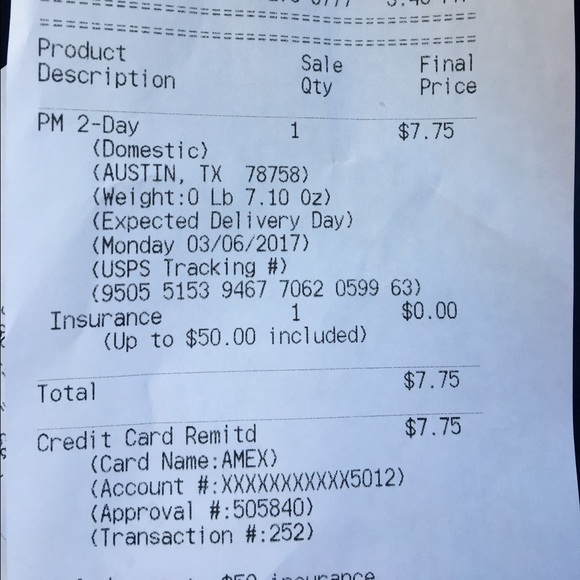 Product Description Sale Qty Final Price
PM 2-Day 1 $7.75
(Domestic)
(AUSTIN, TX 78758)
(Weight:0 Lb 7.10 Oz)
(Expected Delivery Day)
(Monday 03/06/2017)
(USPS Tracking #)
(9505 5153 9467 7062 0599 63)
Insurance 1 $0.00
(Up to $50.00 included)
Total $7.75
Credit Card Remitd $7.75
(Card Name:AMEX)
(Account #:XXXXXXXXXXX5012)
(Approval #:505840)
(Transaction #:252)
$50 insurance